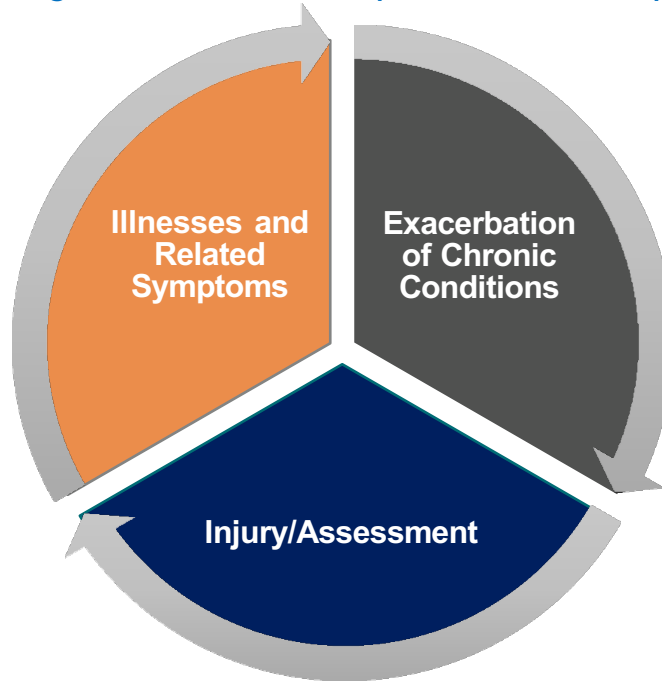 Illnesses and
Related
Symptoms
Exacerbation
of Chronic
Conditions
Injury/Assessment